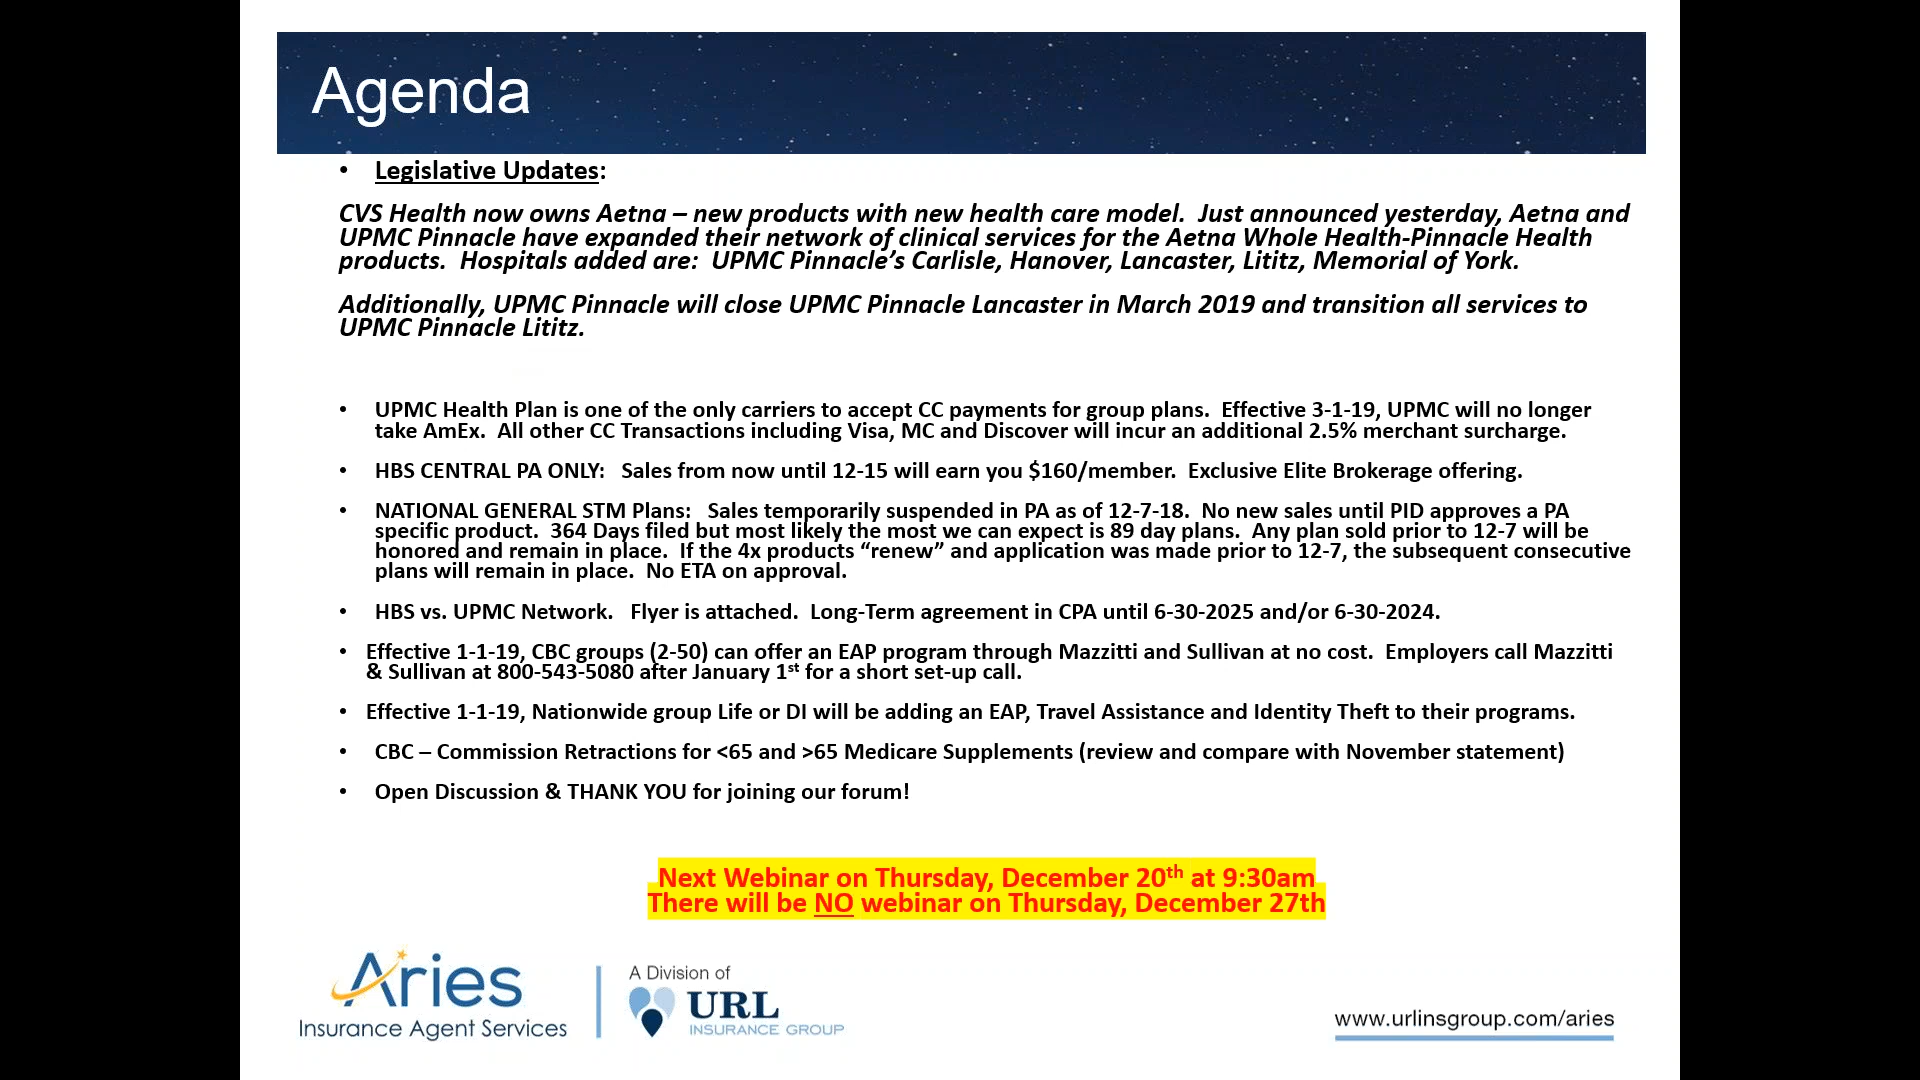 Agenda
• Legislative Updates:
CVS Health now owns Aetna – new products with new health care model.  Just announced yesterday, Aetna and
UPMC Pinnacle have expanded their network of clinical services for the Aetna Whole Health-Pinnacle Health
products.  Hospitals added are:  UPMC Pinnacle’s Carlisle, Hanover, Lancaster, Lititz, Memorial of York.
Additionally, UPMC Pinnacle will close UPMC Pinnacle Lancaster in March 2019 and transition all services to
UPMC Pinnacle Lititz.
• UPMC Health Plan is one of the only carriers to accept CC payments for group plans.  Effective 3-1-19, UPMC will no longer
take AmEx.  All other CC Transactions including Visa, MC and Discover will incur an additional 2.5% merchant surcharge.
• HBS CENTRAL PA ONLY:   Sales from now until 12-15 will earn you $160/member.  Exclusive Elite Brokerage offering.
• NATIONAL GENERAL STM Plans:   Sales temporarily suspended in PA as of 12-7-18.  No new sales until PID approves a PA
specific product.  364 Days filed but most likely the most we can expect is 89 day plans.  Any plan sold prior to 12-7 will be
honored and remain in place.  If the 4x products “renew” and application was made prior to 12-7, the subsequent consecutive
plans will remain in place.  No ETA on approval.
• HBS vs. UPMC Network.   Flyer is attached.  Long-Term agreement in CPA until 6-30-2025 and/or 6-30-2024.
• Effective 1-1-19, CBC groups (2-50) can offer an EAP program through Mazzitti and Sullivan at no cost.  Employers call Mazzitti
& Sullivan at 800-543-5080 after January 1st for a short set-up call.
• Effective 1-1-19, Nationwide group Life or DI will be adding an EAP, Travel Assistance and Identity Theft to their programs.
• CBC – Commission Retractions for <65 and >65 Medicare Supplements (review and compare with November statement)
• Open Discussion & THANK YOU for joining our forum!
Next Webinar on Thursday, December 20th at 9:30am
There will be NO webinar on Thursday, December 27th
Aries
Insurance Agent Services
A Division of
URL
INSURANCE GROUP
www.urlinsgroup.com/aries